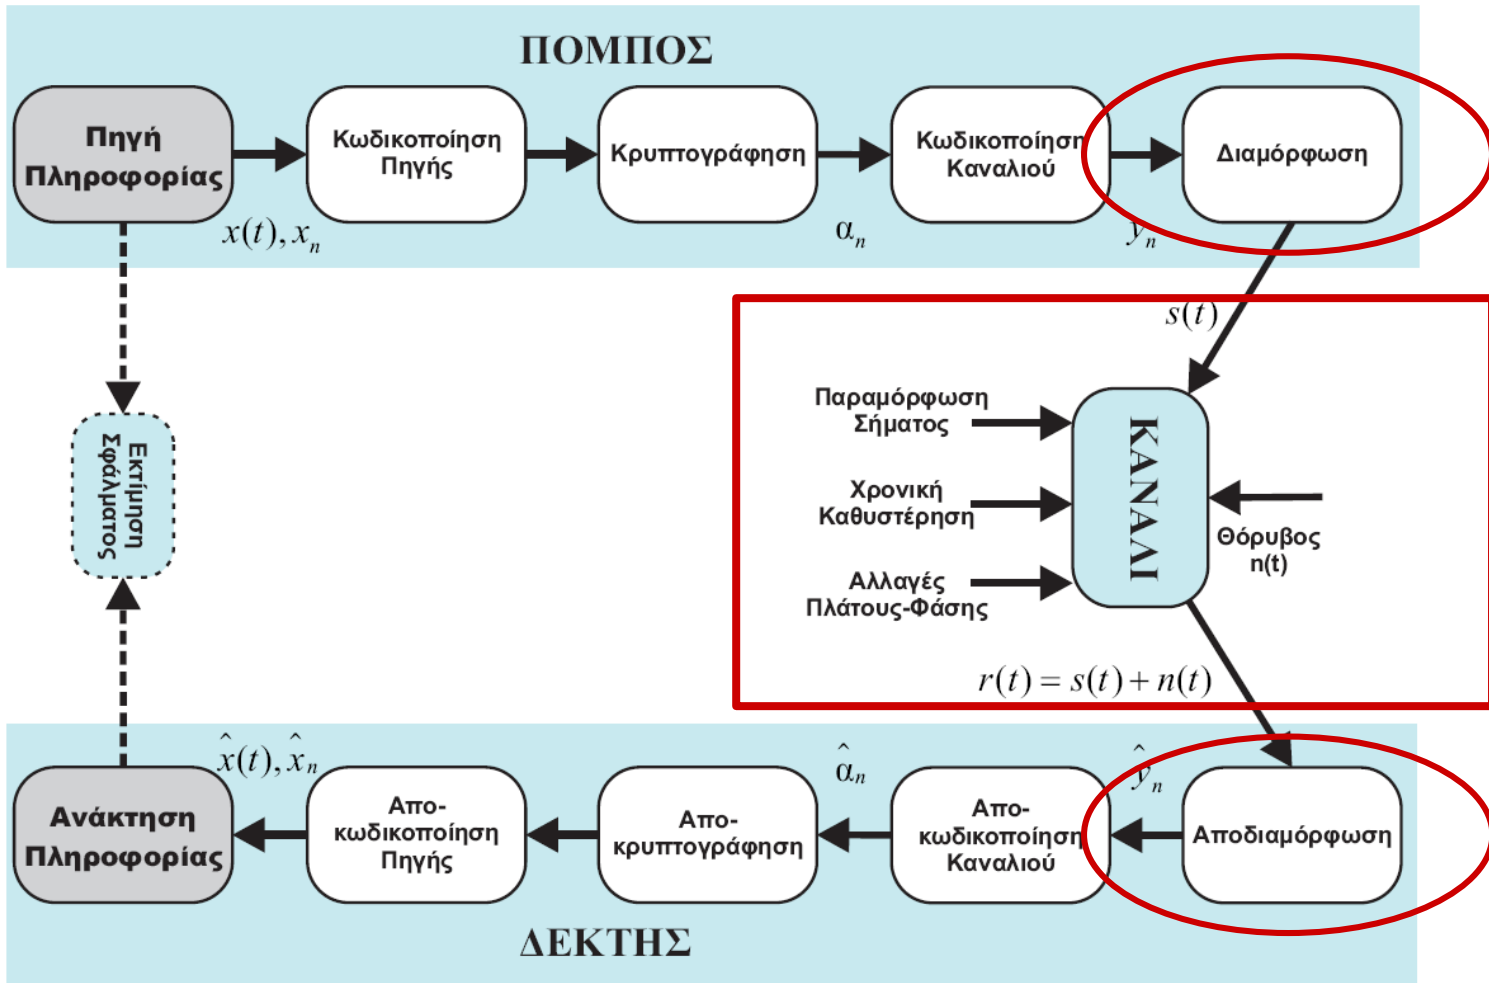 ΠΟΜΠΟΣ
Πηγή
Πληροφορίας
Κωδικοποίηση
Πηγής
Κρυπτογράφηση
Κωδικοποίηση
Καναλιού
Διαμόρφωση
x(t), xₙ
αₙ
yₙ
s(t)
Παραμόρφωση
Σήματος
Χρονική
Καθυστέρηση
Αλλαγές
Πλάτους-Φάσης
ΚΑΝΑΛΙ
Θόρυβος
n(t)
Εκτίμηση
Σφάλματος
r(t) = s(t) + n(t)
x̂(t), x̂ₙ
α̂ₙ
ŷₙ
Ανάκτηση
Πληροφορίας
Απο-
κωδικοποίηση
Πηγής
Απο-
κρυπτογράφηση
Απο-
κωδικοποίηση
Καναλιού
Αποδιαμόρφωση
ΔΕΚΤΗΣ